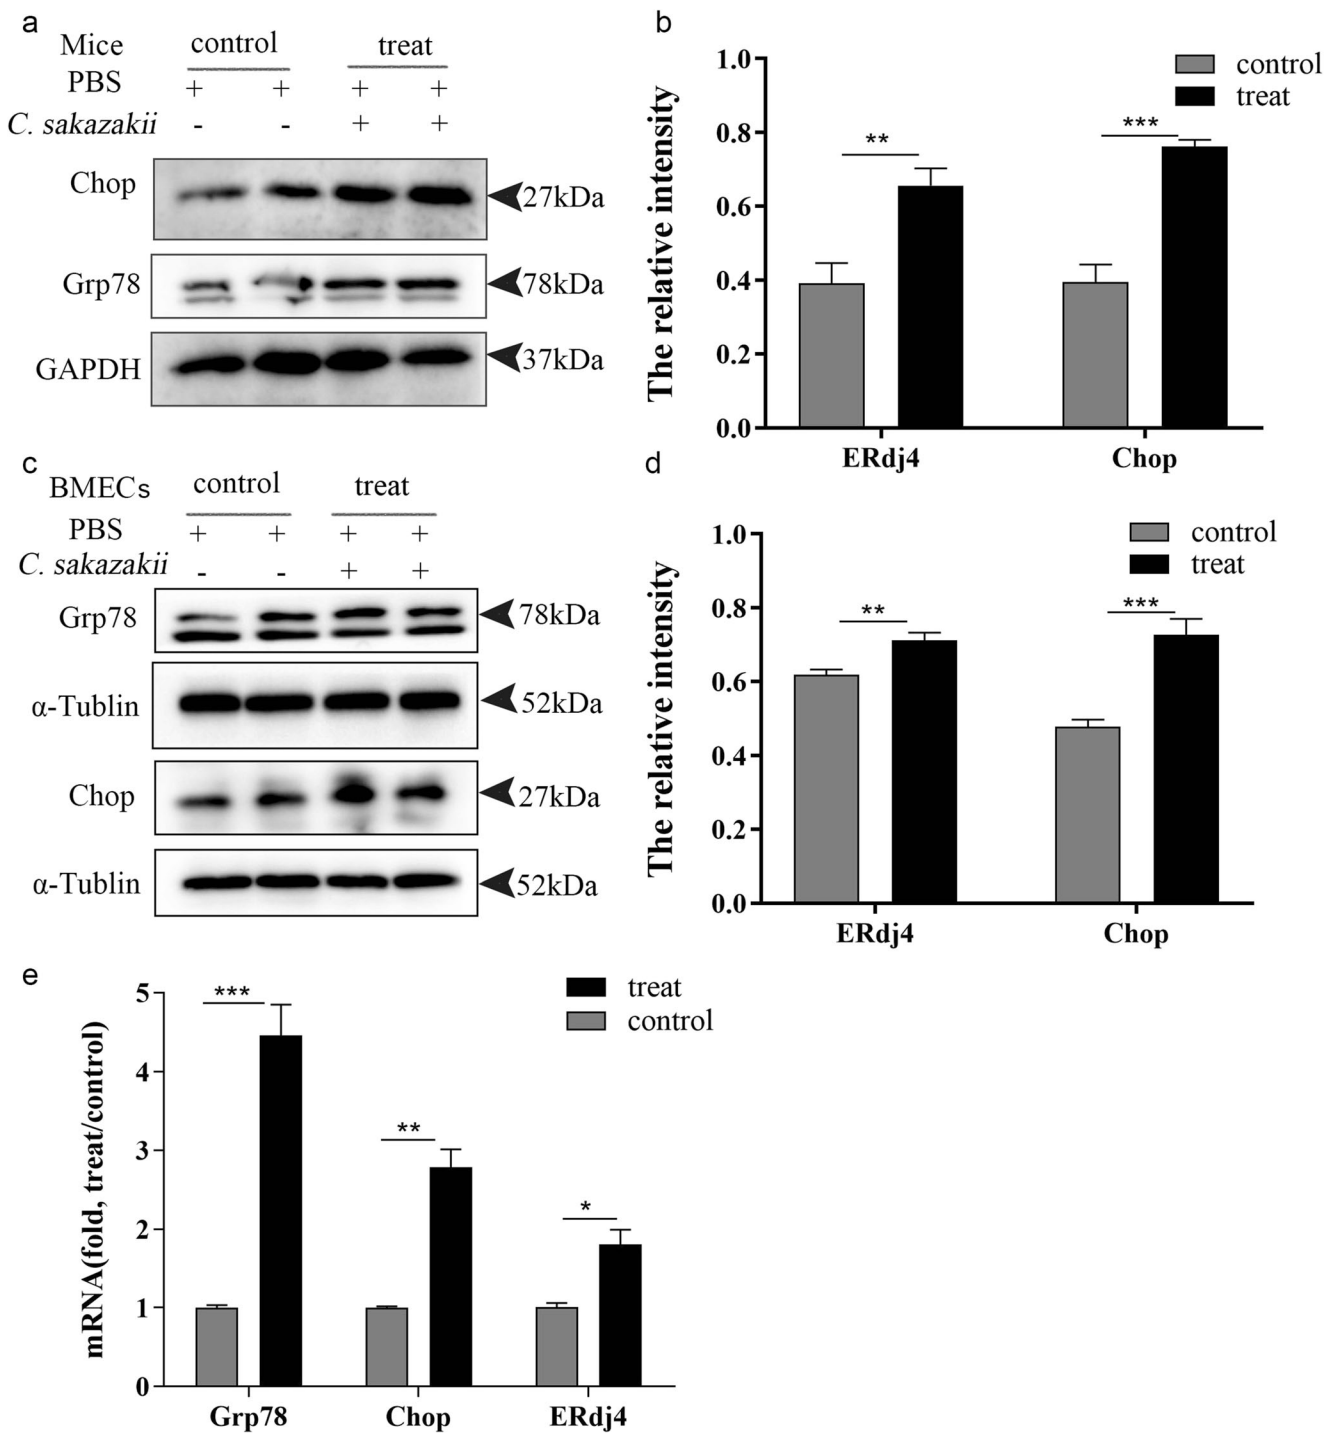 a
Mice control treat
PBS + + + +
C. sakazakii - - + +
Chop 27kDa
Grp78 78kDa
GAPDH 37kDa
b
control
treat
The relative intensity
1.0
0.8
0.6
0.4
0.2
0.0
** ***
ERdj4 Chop
c
BMECs control treat
PBS + + + +
C. sakazakii - - + +
Grp78 78kDa
α-Tublin 52kDa
Chop 27kDa
α-Tublin 52kDa
d
control
treat
The relative intensity
1.0
0.8
0.6
0.4
0.2
0.0
** ***
ERdj4 Chop
e
treat
control
mRNA(fold, treat/control)
5
4
3
2
1
0
*** ** *
Grp78 Chop ERdj4